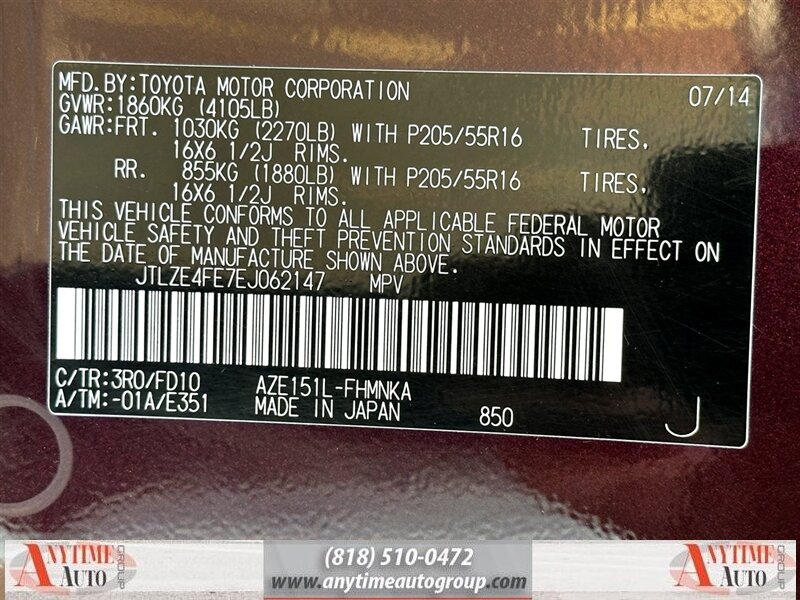 MFD.BY:TOYOTA MOTOR CORPORATION 07/14
GVWR:1860KG (4105LB)
GAWR:FRT. 1030KG (2270LB) WITH P205/55R16 TIRES,
16X6 1/2J RIMS.
RR. 855KG (1880LB) WITH P205/55R16 TIRES,
16X6 1/2J RIMS.
THIS VEHICLE CONFORMS TO ALL APPLICABLE FEDERAL MOTOR
VEHICLE SAFETY AND THEFT PREVENTION STANDARDS IN EFFECT ON
THE DATE OF MANUFACTURE SHOWN ABOVE.
JTLZE4FE7EJ062147 MPV
C/TR:3R0/FD10 AZE151L-FHMNKA
A/TM:-01A/E351 MADE IN JAPAN 850 J
ANYTIME AUTO GROUP
(818) 510-0472
www.anytimeautogroup.com
ANYTIME AUTO GROUP